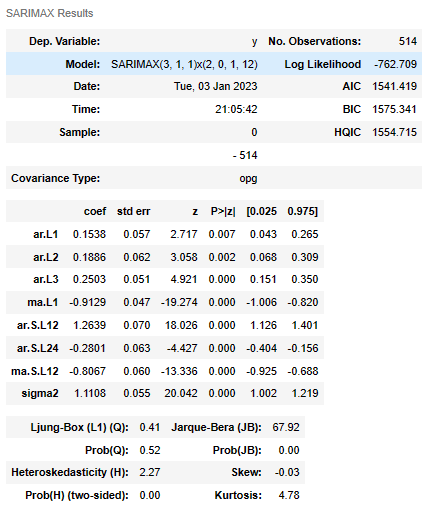 SARIMAX Results
Dep. Variable: y No. Observations: 514
Model: SARIMAX(3, 1, 1)x(2, 0, 1, 12) Log Likelihood -762.709
Date: Tue, 03 Jan 2023 AIC 1541.419
Time: 21:05:42 BIC 1575.341
Sample: 0 HQIC 1554.715
- 514
Covariance Type: opg
coef std err z P>|z| [0.025 0.975]
ar.L1 0.1538 0.057 2.717 0.007 0.043 0.265
ar.L2 0.1886 0.062 3.058 0.002 0.068 0.309
ar.L3 0.2503 0.051 4.921 0.000 0.151 0.350
ma.L1 -0.9129 0.047 -19.274 0.000 -1.006 -0.820
ar.S.L12 1.2639 0.070 18.026 0.000 1.126 1.401
ar.S.L24 -0.2801 0.063 -4.427 0.000 -0.404 -0.156
ma.S.L12 -0.8067 0.060 -13.336 0.000 -0.925 -0.688
sigma2 1.1108 0.055 20.042 0.000 1.002 1.219
Ljung-Box (L1) (Q): 0.41 Jarque-Bera (JB): 67.92
Prob(Q): 0.52 Prob(JB): 0.00
Heteroskedasticity (H): 2.27 Skew: -0.03
Prob(H) (two-sided): 0.00 Kurtosis: 4.78